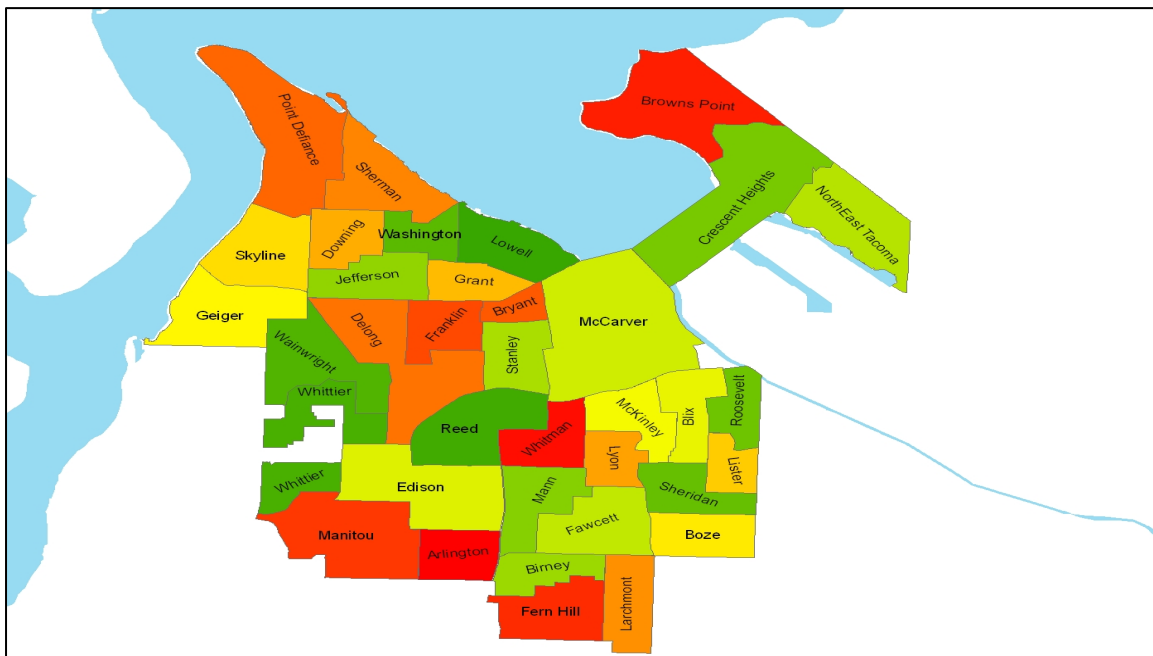 Browns Point
Point Defiance
Sherman
Crescent Heights
NorthEast Tacoma
Downing
Washington
Lowell
Skyline
Jefferson
Grant
Geiger
Delong
Franklin
Bryant
McCarver
Wainwright
Stanley
Whittier
Roosevelt
McKinley
Blix
Reed
Whitman
Lyon
Lister
Whittier
Edison
Mann
Sheridan
Fawcett
Manitou
Arlington
Boze
Birney
Fern Hill
Larchmont